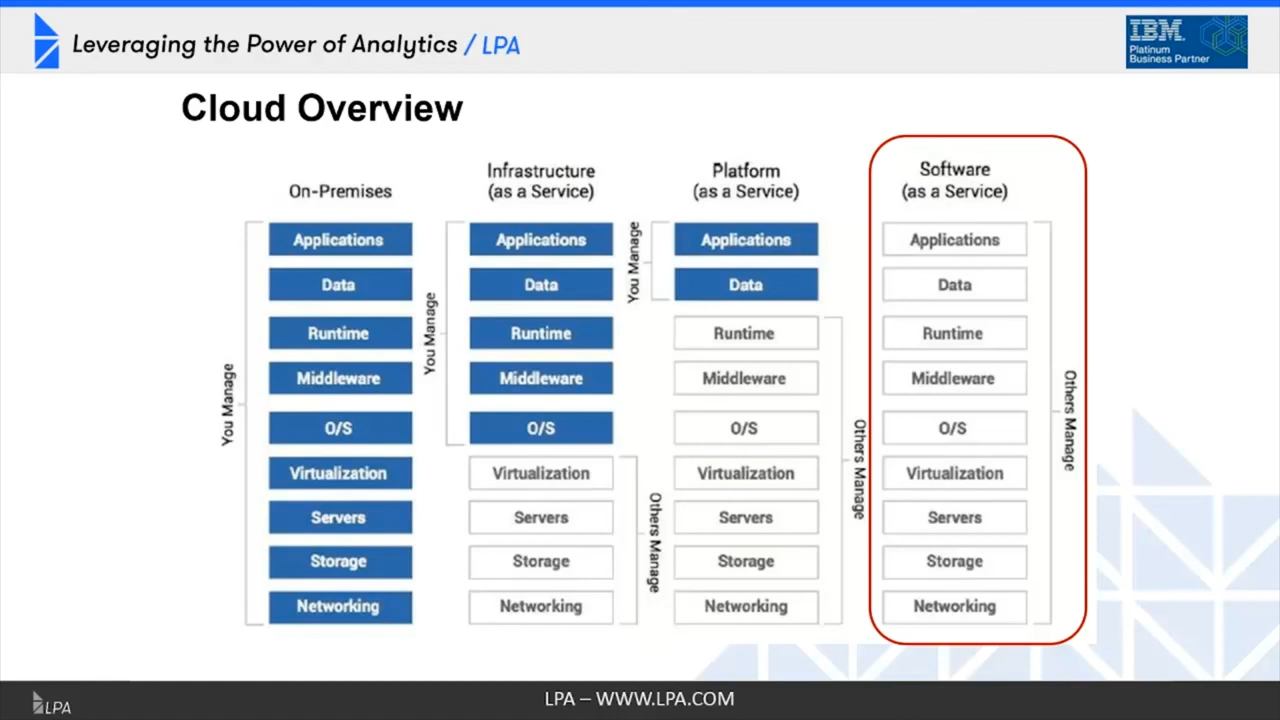 Leveraging the Power of Analytics / LPA
IBM
Platinum
Business Partner
Cloud Overview
On-Premises
You Manage
Applications
Data
Runtime
Middleware
O/S
Virtualization
Servers
Storage
Networking
Infrastructure
(as a Service)
You Manage
Applications
Data
Runtime
Middleware
O/S
Virtualization
Servers
Storage
Networking
Others Manage
Platform
(as a Service)
You Manage
Applications
Data
Runtime
Middleware
O/S
Virtualization
Servers
Storage
Networking
Others Manage
Software
(as a Service)
Applications
Data
Runtime
Middleware
O/S
Virtualization
Servers
Storage
Networking
Others Manage
LPA
LPA – WWW.LPA.COM